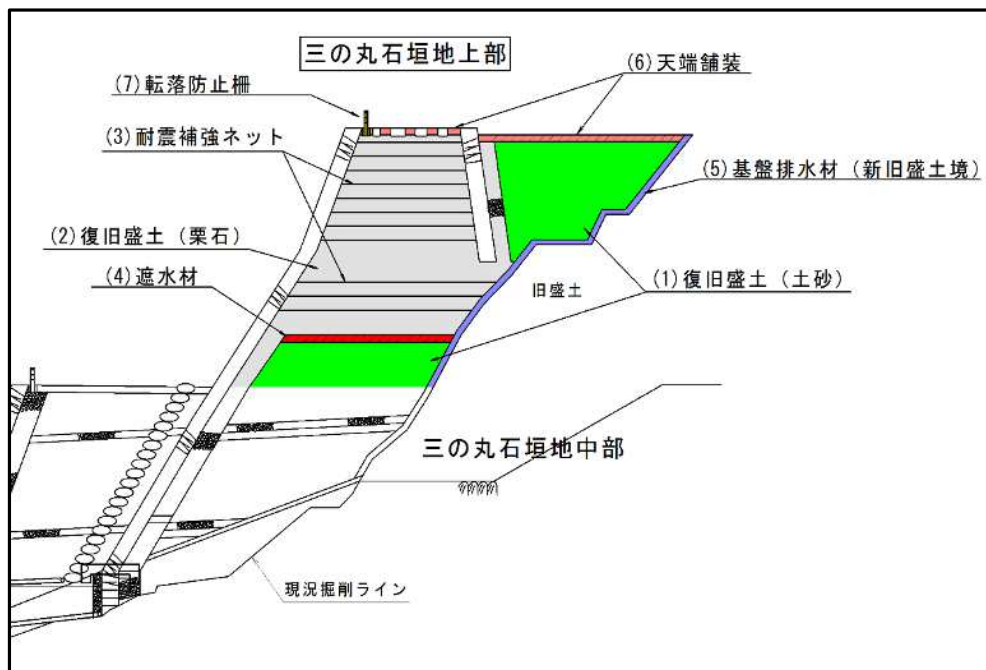 三の丸石垣地上部
(6)天端舗装
(7)転落防止柵
(3)耐震補強ネット
(5)基盤排水材(新旧盛土境)
(2)復旧盛土(栗石)
(4)遮水材
旧盛土
(1)復旧盛土(土砂)
三の丸石垣地中部
現況掘削ライン